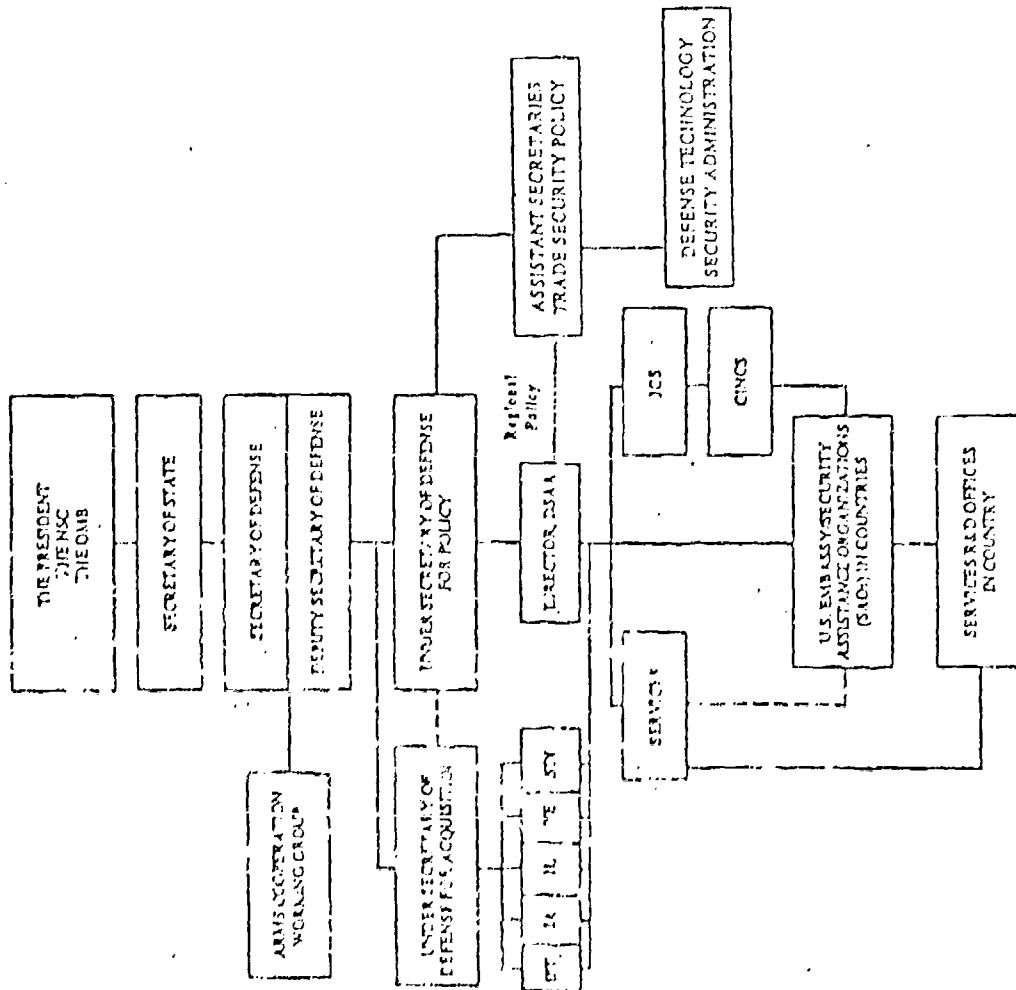 THE PRESIDENT
THE NSC
THE OMB
SECRETARY OF STATE
SECRETARY OF DEFENSE
DEPUTY SECRETARY OF DEFENSE
ARMS COOPERATION
WORKING GROUP
UNDER SECRETARY OF
DEFENSE FOR ACQUISITION
UNDER SECRETARY OF DEFENSE
FOR POLICY
ASSISTANT SECRETARIES
TRADE SECURITY POLICY
Regional
Policy
DIRECTOR, DSAA
DEFENSE TECHNOLOGY
SECURITY ADMINISTRATION
SERVICES
JCS
CINCS
U.S. EMBASSY-SECURITY
ASSISTANCE ORGANIZATIONS
(SAOs) IN COUNTRIES
SERVICES R&D OFFICES
IN COUNTRY